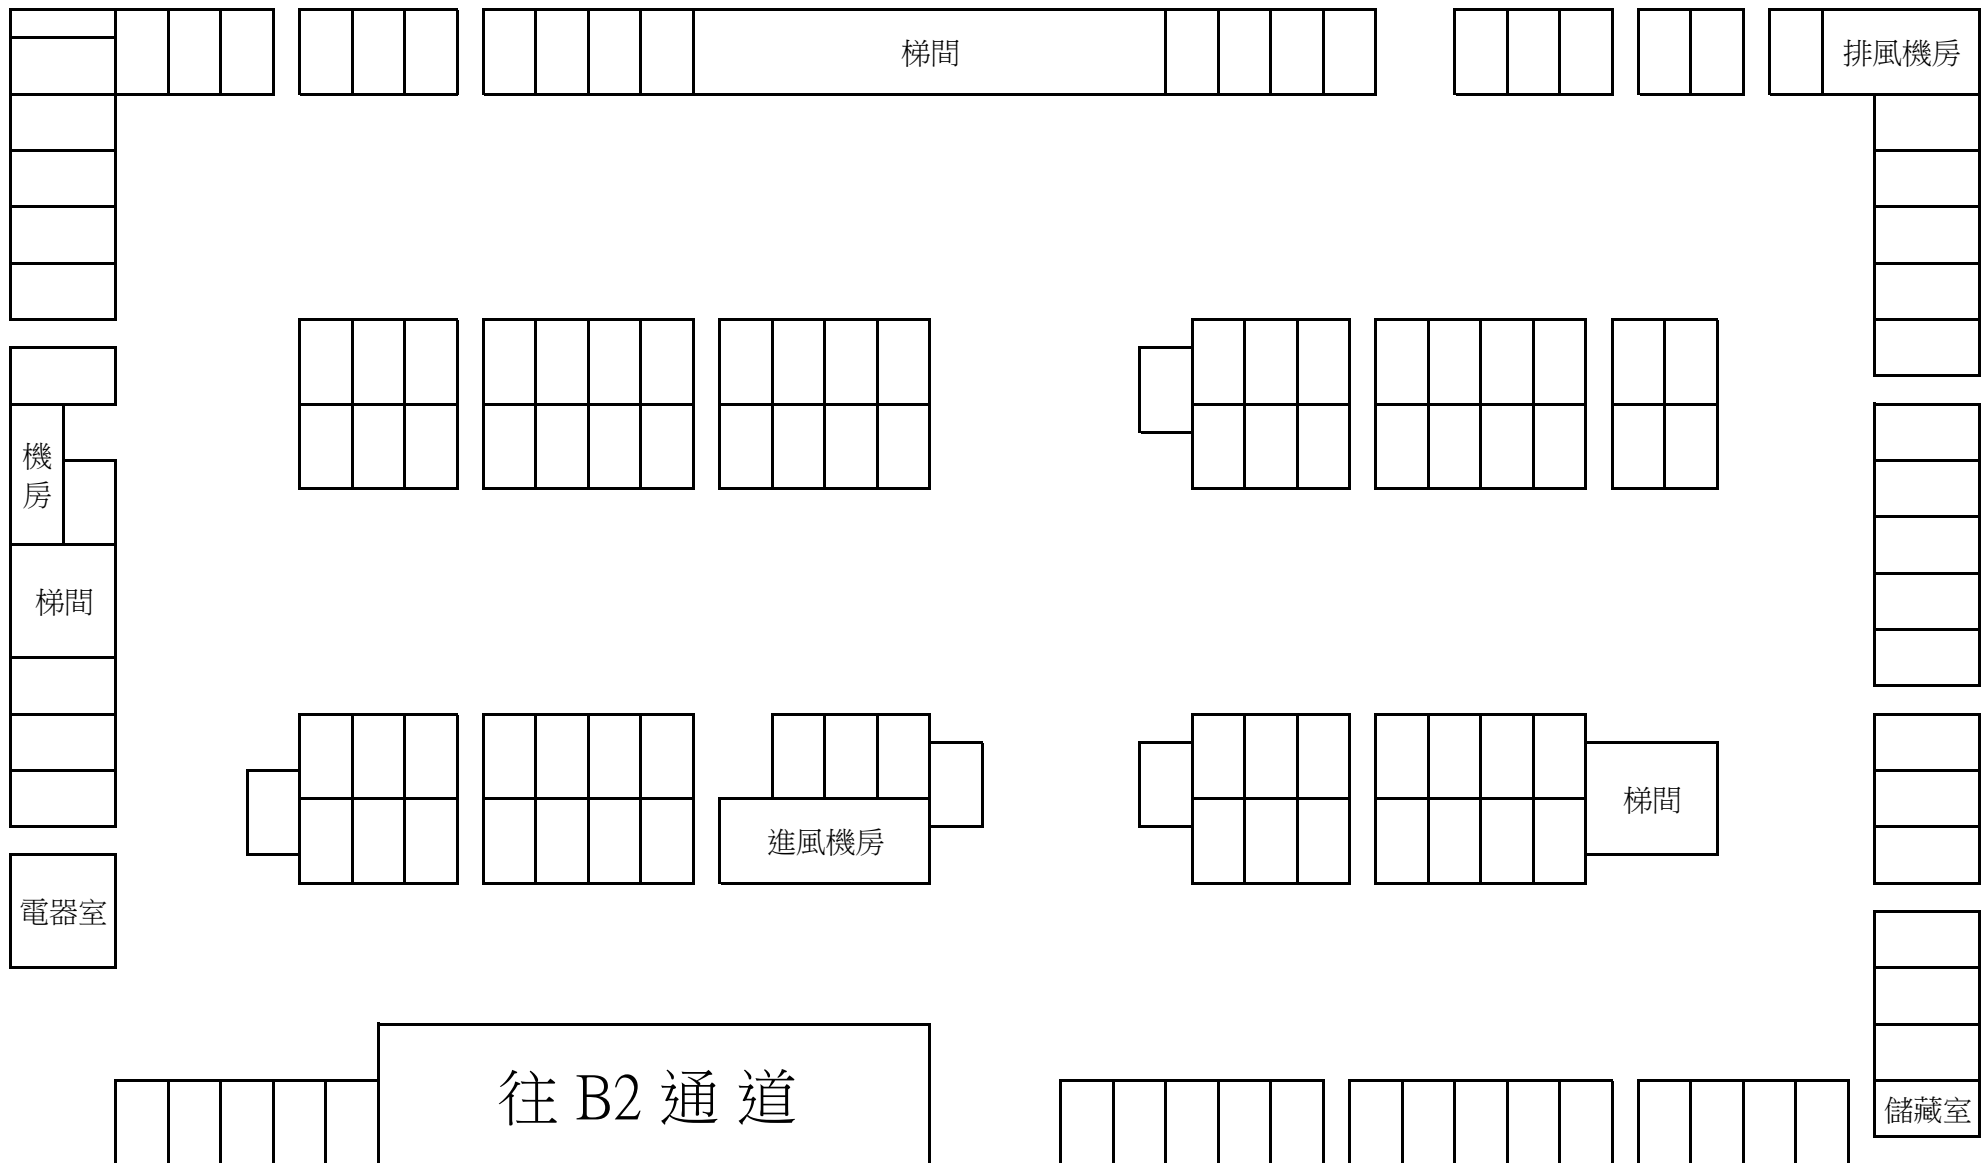 梯間
排風機房
機
房
梯間
梯間
進風機房
電器室
往 B2 通 道
儲藏室